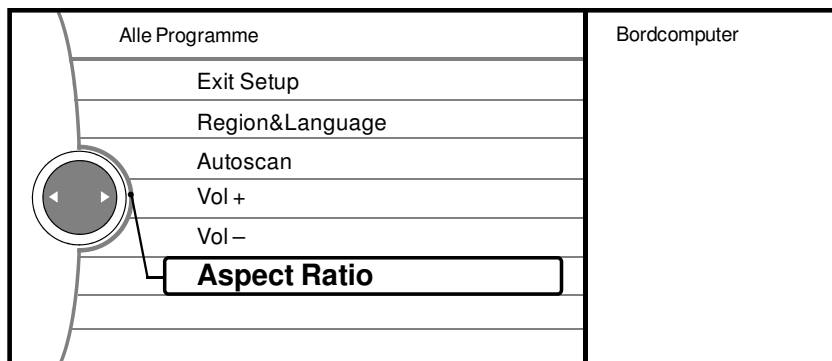 Alle Programme
Bordcomputer
Exit Setup
Region&Language
Autoscan
Vol +
Vol –
Aspect Ratio